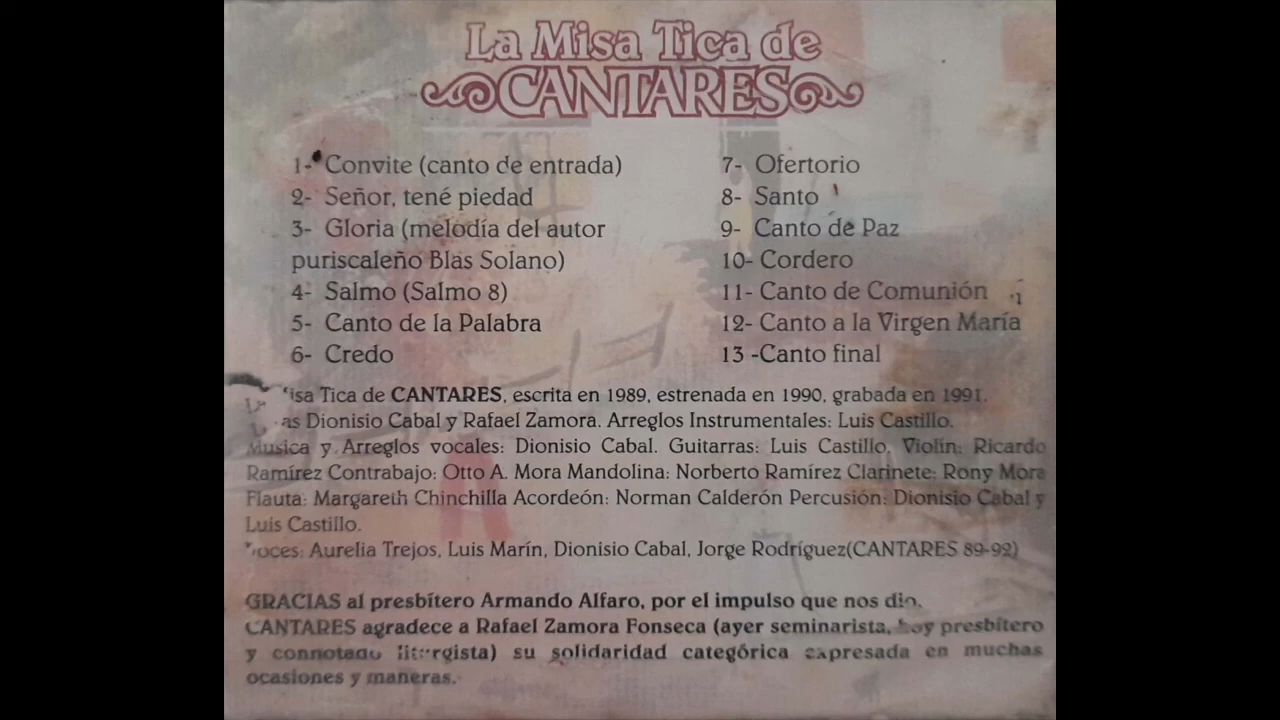 La Misa Tica de
CANTARES
1- Convite (canto de entrada)
2- Señor, tené piedad
3- Gloria (melodía del autor
puriscaleño Blas Solano)
4- Salmo (Salmo 8)
5- Canto de la Palabra
6- Credo
7- Ofertorio
8- Santo
9- Canto de Paz
10- Cordero
11- Canto de Comunión
12- Canto a la Virgen María
13 -Canto final
Tica de CANTARES, escrita en 1989, estrenada en 1990, grabada en 1991.
Dionisio Cabal y Rafael Zamora. Arreglos Instrumentales: Luis Castillo.
Musica y Arreglos vocales: Dionisio Cabal. Guitarras: Luis Castillo. Violín: Ricardo
Ramírez Contrabajo: Otto A. Mora Mandolina: Norberto Ramírez Clarinete: Rony Mora
Flauta: Margareth Chinchilla Acordeón: Norman Calderón Percusión: Dionisio Cabal y
Luis Castillo.
Voces: Aurelia Trejos, Luis Marín, Dionisio Cabal, Jorge Rodríguez(CANTARES 89-92)
GRACIAS al presbítero Armando Alfaro, por el impulso que nos dio.
CANTARES agradece a Rafael Zamora Fonseca (ayer seminarista, hoy presbítero
y connotado liturgista) su solidaridad categórica expresada en muchas
ocasiones y maneras.